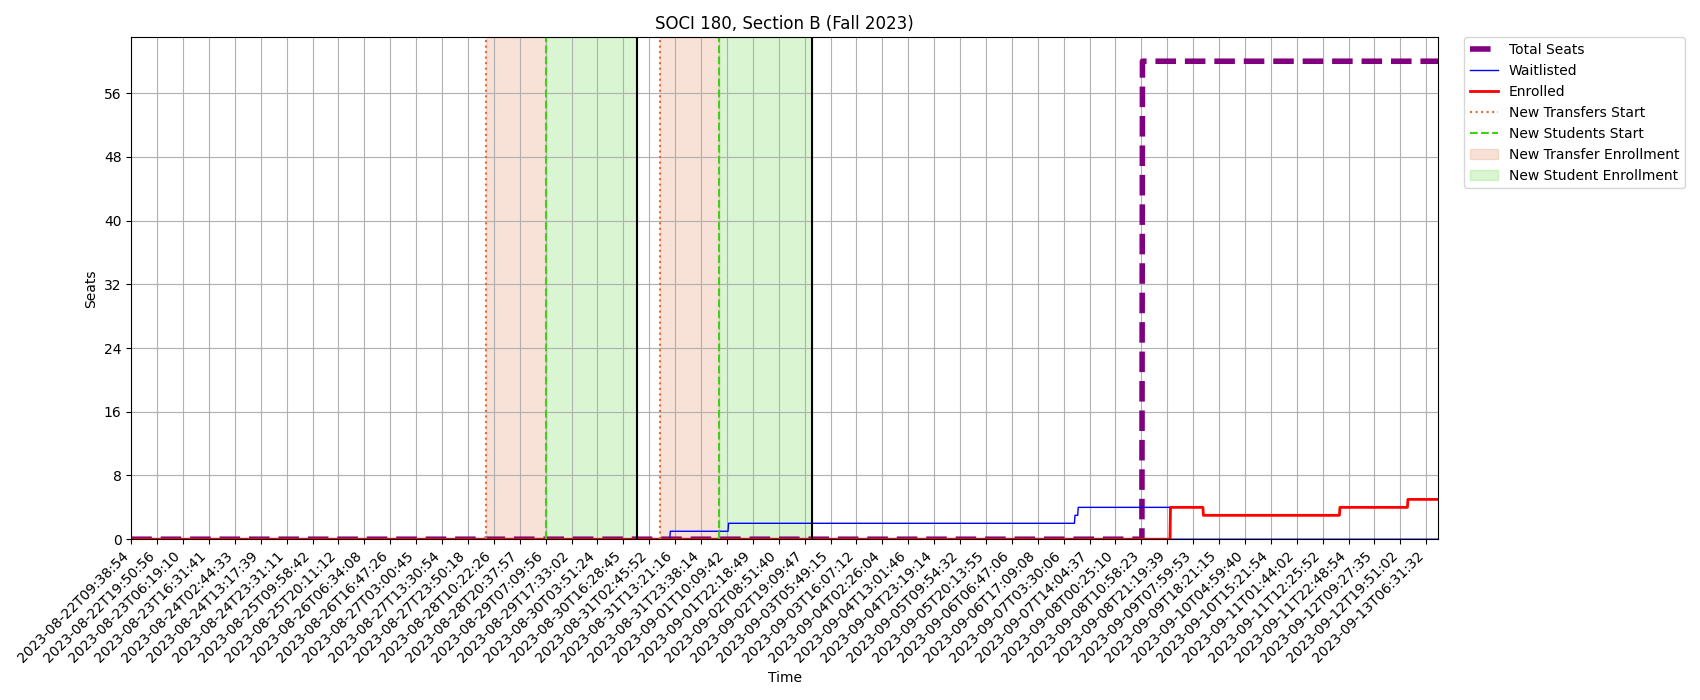 SOCI 180, Section B (Fall 2023)
Total Seats
Waitlisted
Enrolled
New Transfers Start
New Students Start
New Transfer Enrollment
New Student Enrollment
Seats
56
48
40
32
24
16
8
0
2023-08-22T09:38:54
2023-08-22T19:50:56
2023-08-23T06:19:10
2023-08-23T16:31:41
2023-08-24T02:44:33
2023-08-24T13:17:39
2023-08-24T23:31:11
2023-08-25T09:58:42
2023-08-25T20:11:12
2023-08-26T06:34:08
2023-08-26T16:47:26
2023-08-27T03:00:45
2023-08-27T13:30:54
2023-08-27T23:50:18
2023-08-28T10:22:26
2023-08-28T20:37:57
2023-08-29T07:09:56
2023-08-29T17:33:02
2023-08-30T03:51:24
2023-08-30T16:28:45
2023-08-31T02:45:52
2023-08-31T13:21:16
2023-08-31T23:38:14
2023-09-01T10:09:42
2023-09-01T22:18:49
2023-09-02T08:51:40
2023-09-02T19:09:47
2023-09-03T05:49:15
2023-09-03T16:07:12
2023-09-04T02:26:04
2023-09-04T13:01:46
2023-09-04T23:19:14
2023-09-05T09:54:32
2023-09-05T20:13:55
2023-09-06T06:47:06
2023-09-06T17:09:08
2023-09-07T03:30:06
2023-09-07T14:04:37
2023-09-08T00:25:10
2023-09-08T10:58:23
2023-09-08T21:19:39
2023-09-09T07:59:53
2023-09-09T18:21:15
2023-09-10T04:59:40
2023-09-10T15:21:54
2023-09-11T01:44:02
2023-09-11T12:25:52
2023-09-11T22:48:54
2023-09-12T09:27:35
2023-09-12T19:51:02
2023-09-13T06:31:32
Time